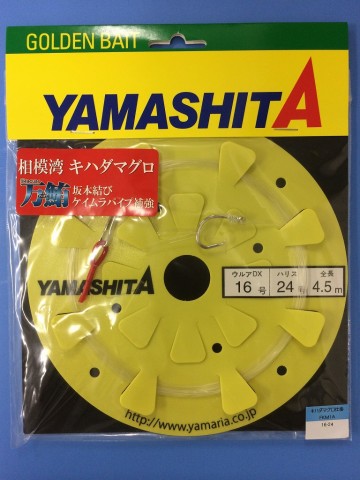 GOLDEN BAIT
YAMASHITA
相模湾 キハダマグロ
坂本結び
ケイムラパイプ補強
YAMASHITA
ウルアDX
ハリス
全長
16号
24号
4.5m
http://www.yamaria.co.jp
16-24